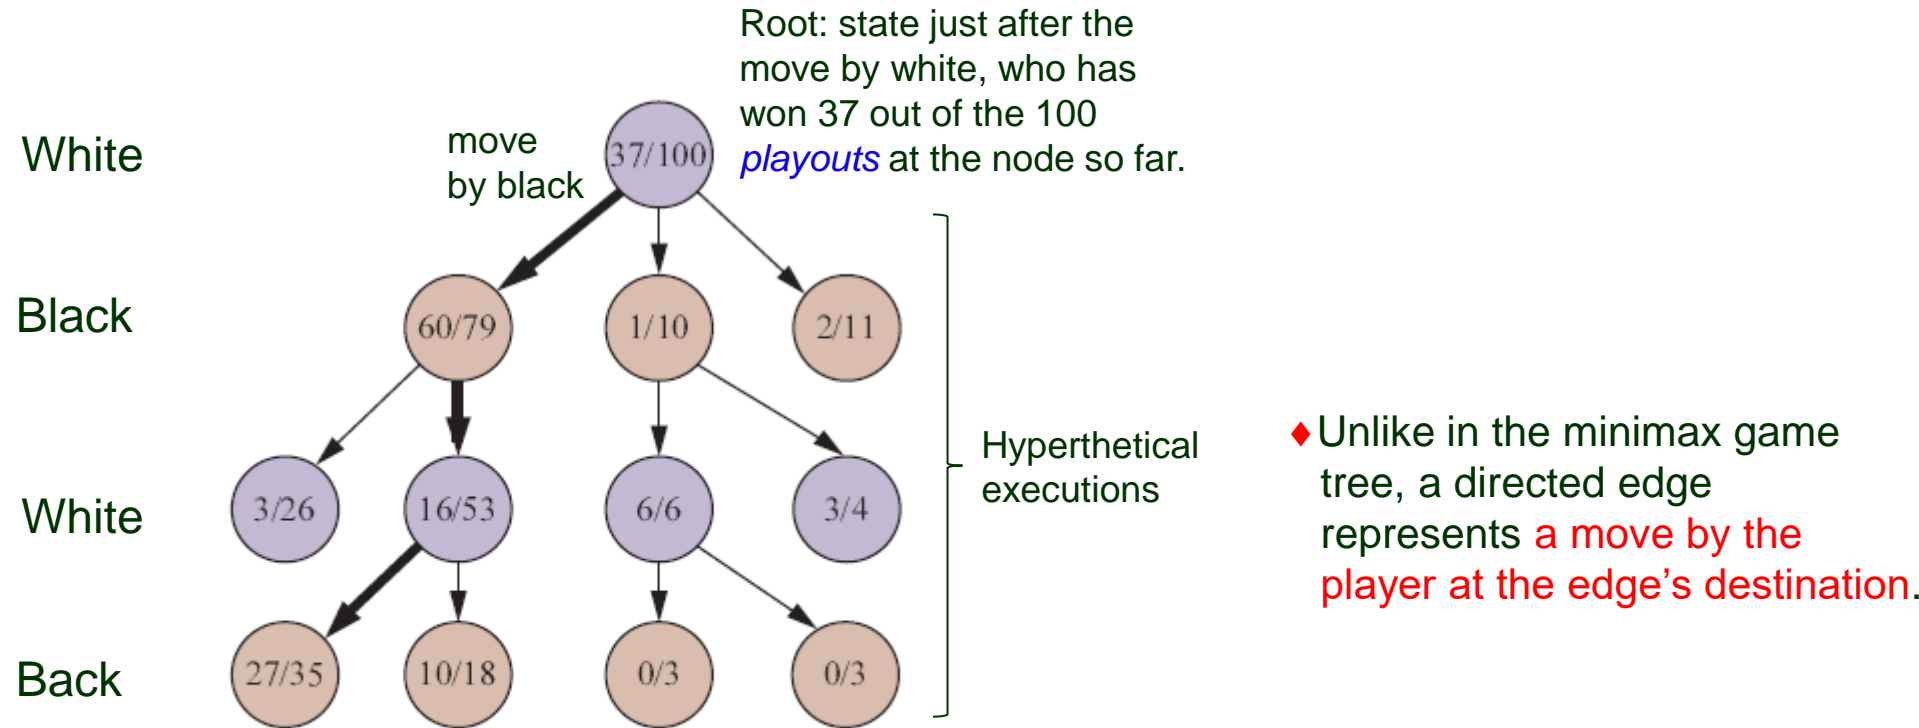 Root: state just after the
move by white, who has
won 37 out of the 100
playouts at the node so far.
White
move
by black
37/100
Black
60/79
1/10
2/11
Hyperthetical
executions
♦Unlike in the minimax game
tree, a directed edge
represents a move by the
player at the edge’s destination.
White
3/26
16/53
6/6
3/4
Back
27/35
10/18
0/3
0/3